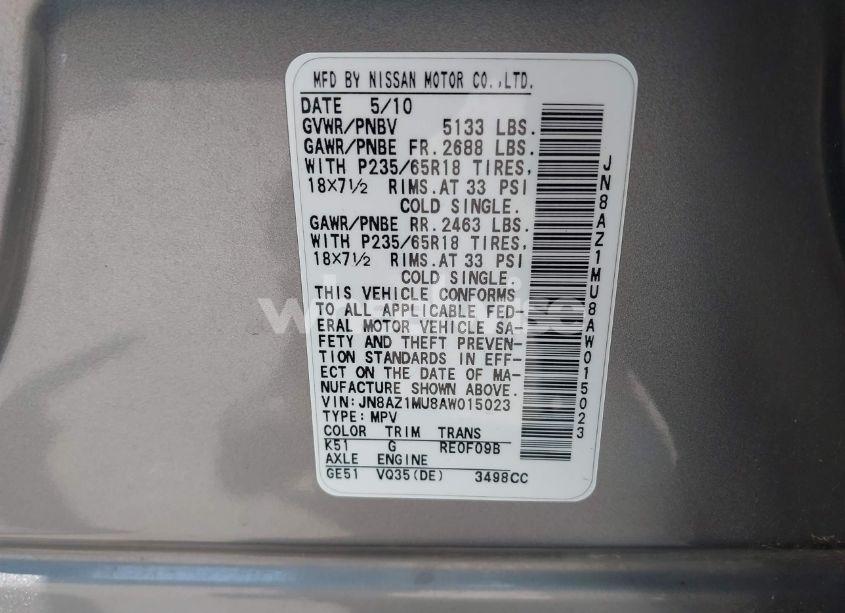 MFD BY NISSAN MOTOR CO.,LTD.
DATE 5/10
GVWR/PNBV 5133 LBS.
GAWR/PNBE FR. 2688 LBS.
WITH P235/65R18 TIRES,
18X7½ RIMS.AT 33 PSI
COLD SINGLE.
GAWR/PNBE RR. 2463 LBS.
WITH P235/65R18 TIRES,
18X7½ RIMS.AT 33 PSI
COLD SINGLE.
THIS VEHICLE CONFORMS
TO ALL APPLICABLE FED-
ERAL MOTOR VEHICLE SA-
FETY AND THEFT PREVEN-
TION STANDARDS IN EFF-
ECT ON THE DATE OF MA-
NUFACTURE SHOWN ABOVE.
VIN:JN8AZ1MU8AW015023
TYPE:MPV
COLOR TRIM TRANS
K51 G RE0F09B
AXLE ENGINE
GE51 VQ35(DE) 3498CC
JN8AZ1MU8AW015023